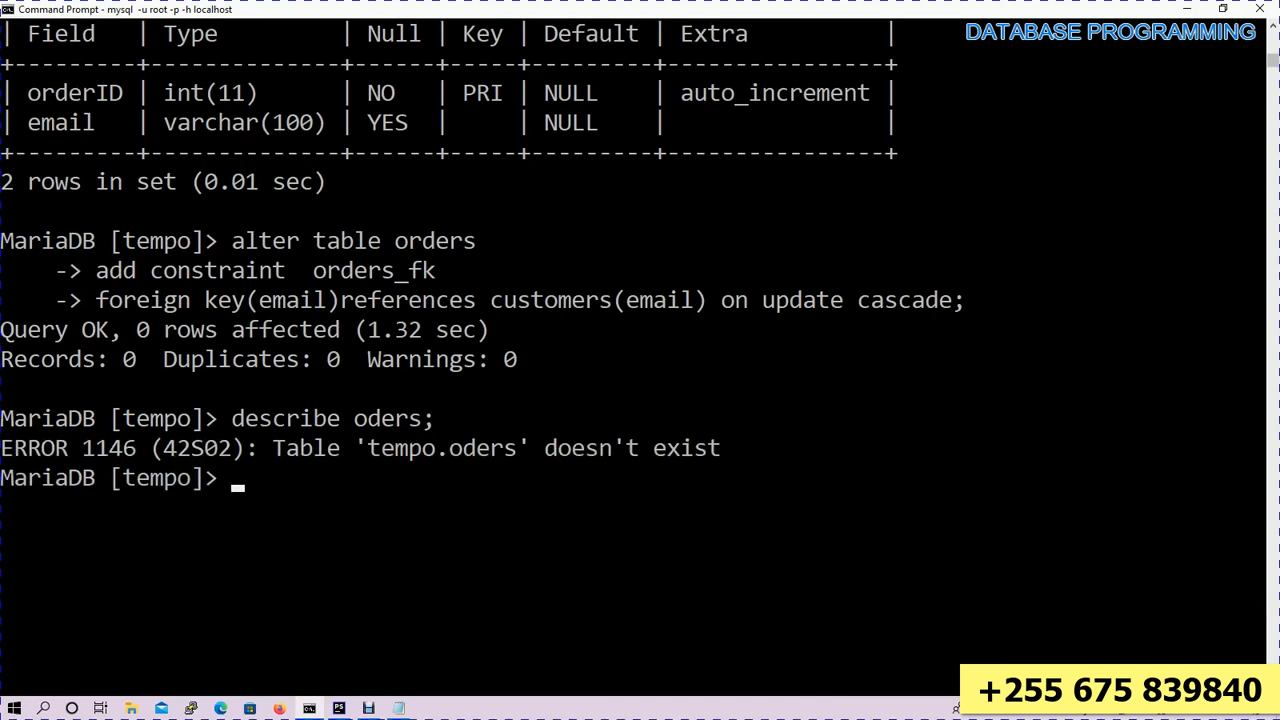 Command Prompt - mysql -u root -p -h localhost
DATABASE PROGRAMMING
| Field | Type | Null | Key | Default | Extra |
+---------+--------------+------+-----+---------+----------------+
| orderID | int(11) | NO | PRI | NULL | auto_increment |
| email | varchar(100) | YES | | NULL | |
+---------+--------------+------+-----+---------+----------------+
2 rows in set (0.01 sec)
MariaDB [tempo]> alter table orders
-> add constraint  orders_fk
-> foreign key(email)references customers(email) on update cascade;
Query OK, 0 rows affected (1.32 sec)
Records: 0  Duplicates: 0  Warnings: 0
MariaDB [tempo]> describe oders;
ERROR 1146 (42S02): Table 'tempo.oders' doesn't exist
MariaDB [tempo]>
+255 675 839840